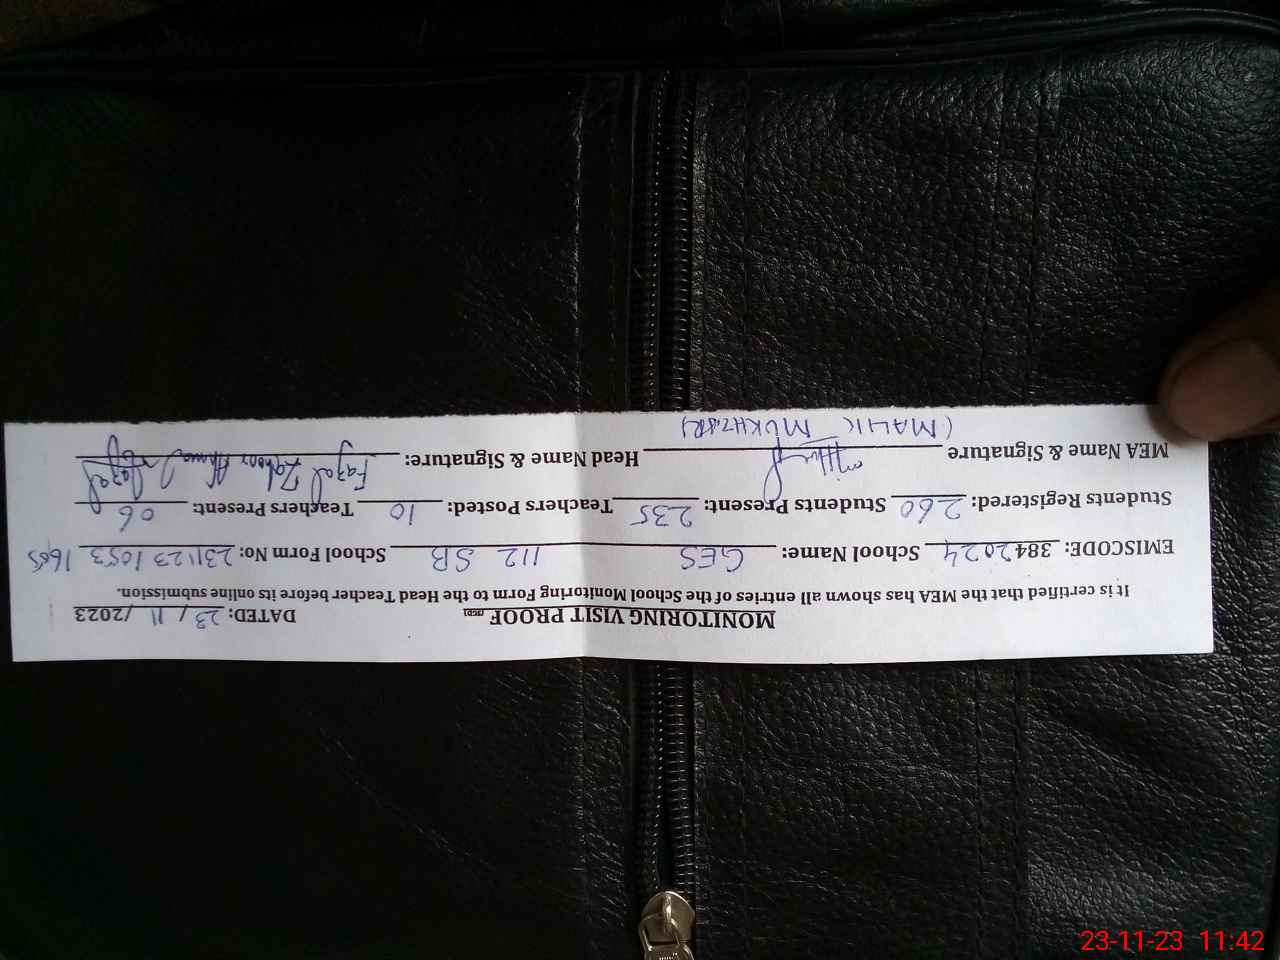 MONITORING VISIT PROOF DATED: 23 / 11 /2023
It is certified that the MEA has shown all entries of the School Monitoring Form to the Head Teacher before its online submission.
EMISCODE: 3842024 School Name: GES 112 SB School Form No: 231123 1053 1685
Students Registered: 260 Students Present: 235 Teachers Posted: 10 Teachers Present: 06
MEA Name & Signature Head Name & Signature: Fazal
(MALIK MUKHTAR)
23-11-23 11:42